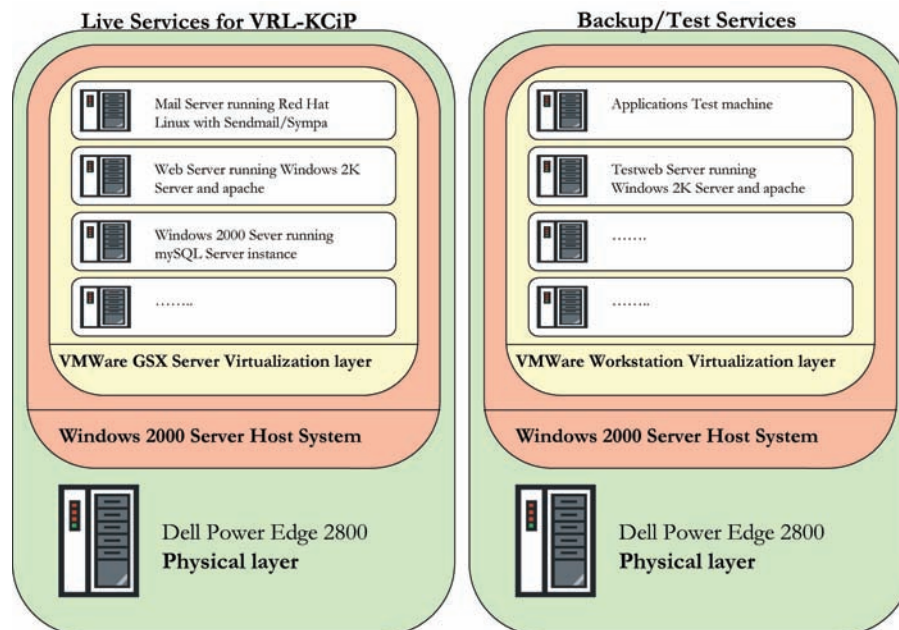 Live Services for VRL-KCiP
Mail Server running Red Hat
Linux with Sendmail/Sympa
Web Server running Windows 2K
Server and apache
Windows 2000 Sever running
mySQL Server instance
........
VMWare GSX Server Virtualization layer
Windows 2000 Server Host System
Dell Power Edge 2800
Physical layer
Backup/Test Services
Applications Test machine
Testweb Server running
Windows 2K Server and apache
.......
........
VMWare Workstation Virtualization layer
Windows 2000 Server Host System
Dell Power Edge 2800
Physical layer